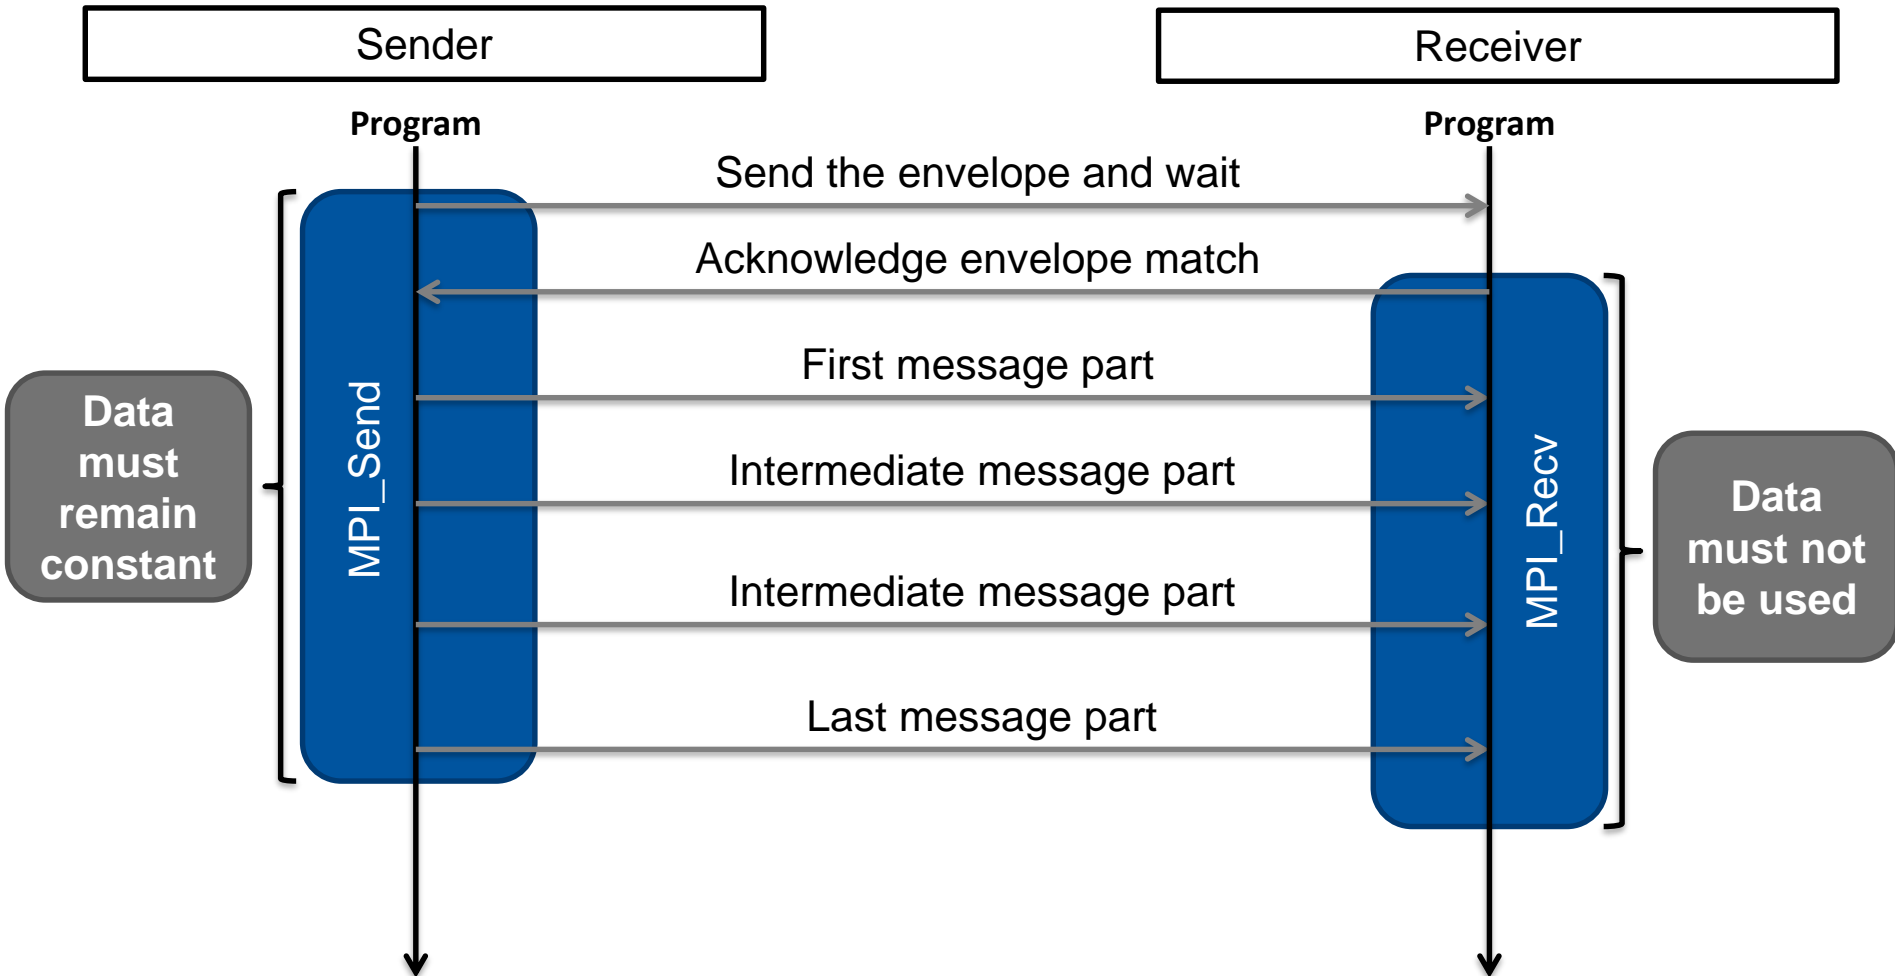 Sender
Receiver
Program
Program
Send the envelope and wait
Acknowledge envelope match
First message part
Intermediate message part
Intermediate message part
Last message part
MPI_Send
MPI_Recv
Data
must
remain
constant
Data
must not
be used